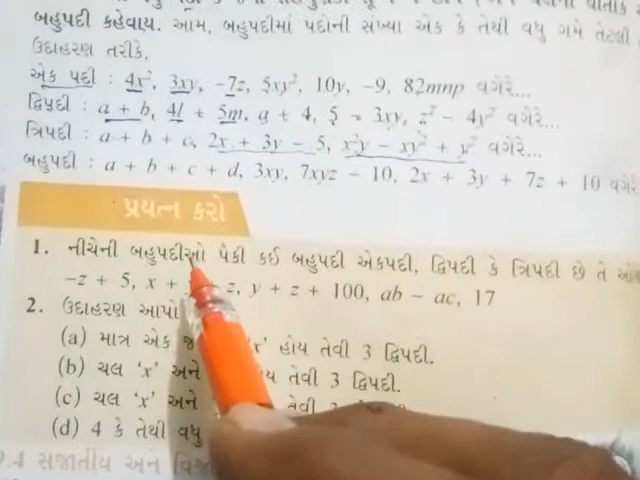 બહુપદી કહેવાય. આમ, બહુપદીમાં પદોની સંખ્યા એક કે તેથી વધુ ગમે તેટલી
ઉદાહરણ તરીકે,
એક પદી : 4x², 3xy, -7z, 5xy², 10y, -9, 82mnp વગેરે...
દ્વિપદી : a + b, 4l + 5m, a + 4, 5 - 3xy, z² - 4y² વગેરે...
ત્રિપદી : a + b + c, 2x + 3y - 5, x²y - xy² + y² વગેરે...
બહુપદી : a + b + c + d, 3xy, 7xyz - 10, 2x + 3y + 7z + 10 વગેરે
પ્રયત્ન કરો
1. નીચેની બહુપદીઓ પૈકી કઈ બહુપદી એકપદી, દ્વિપદી કે ત્રિપદી છે તે
-z + 5, x + z, y + z + 100, ab - ac, 17
2. ઉદાહરણ આપો
(a) માત્ર એક 'x' હોય તેવી 3 દ્વિપદી.
(b) ચલ 'x' અને તેવી 3 દ્વિપદી.
(c) ચલ 'x' અને તેવી
(d) 4 કે તેથી વધુ
9.4 સજાતીય અને